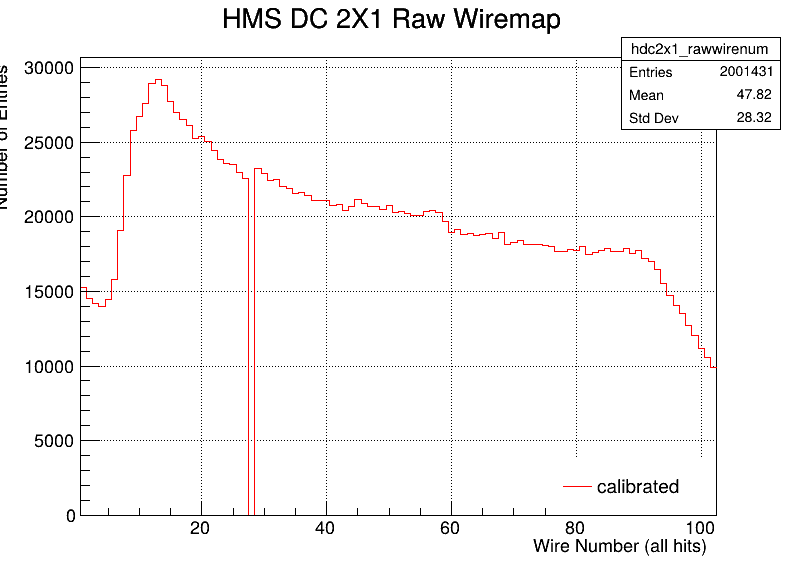 HMS DC 2X1 Raw Wiremap
hdc2x1_rawwirenum
Entries 2001431
Mean 47.82
Std Dev 28.32
Number of Entries
30000
25000
20000
15000
10000
5000
0
calibrated
20 40 60 80 100
Wire Number (all hits)